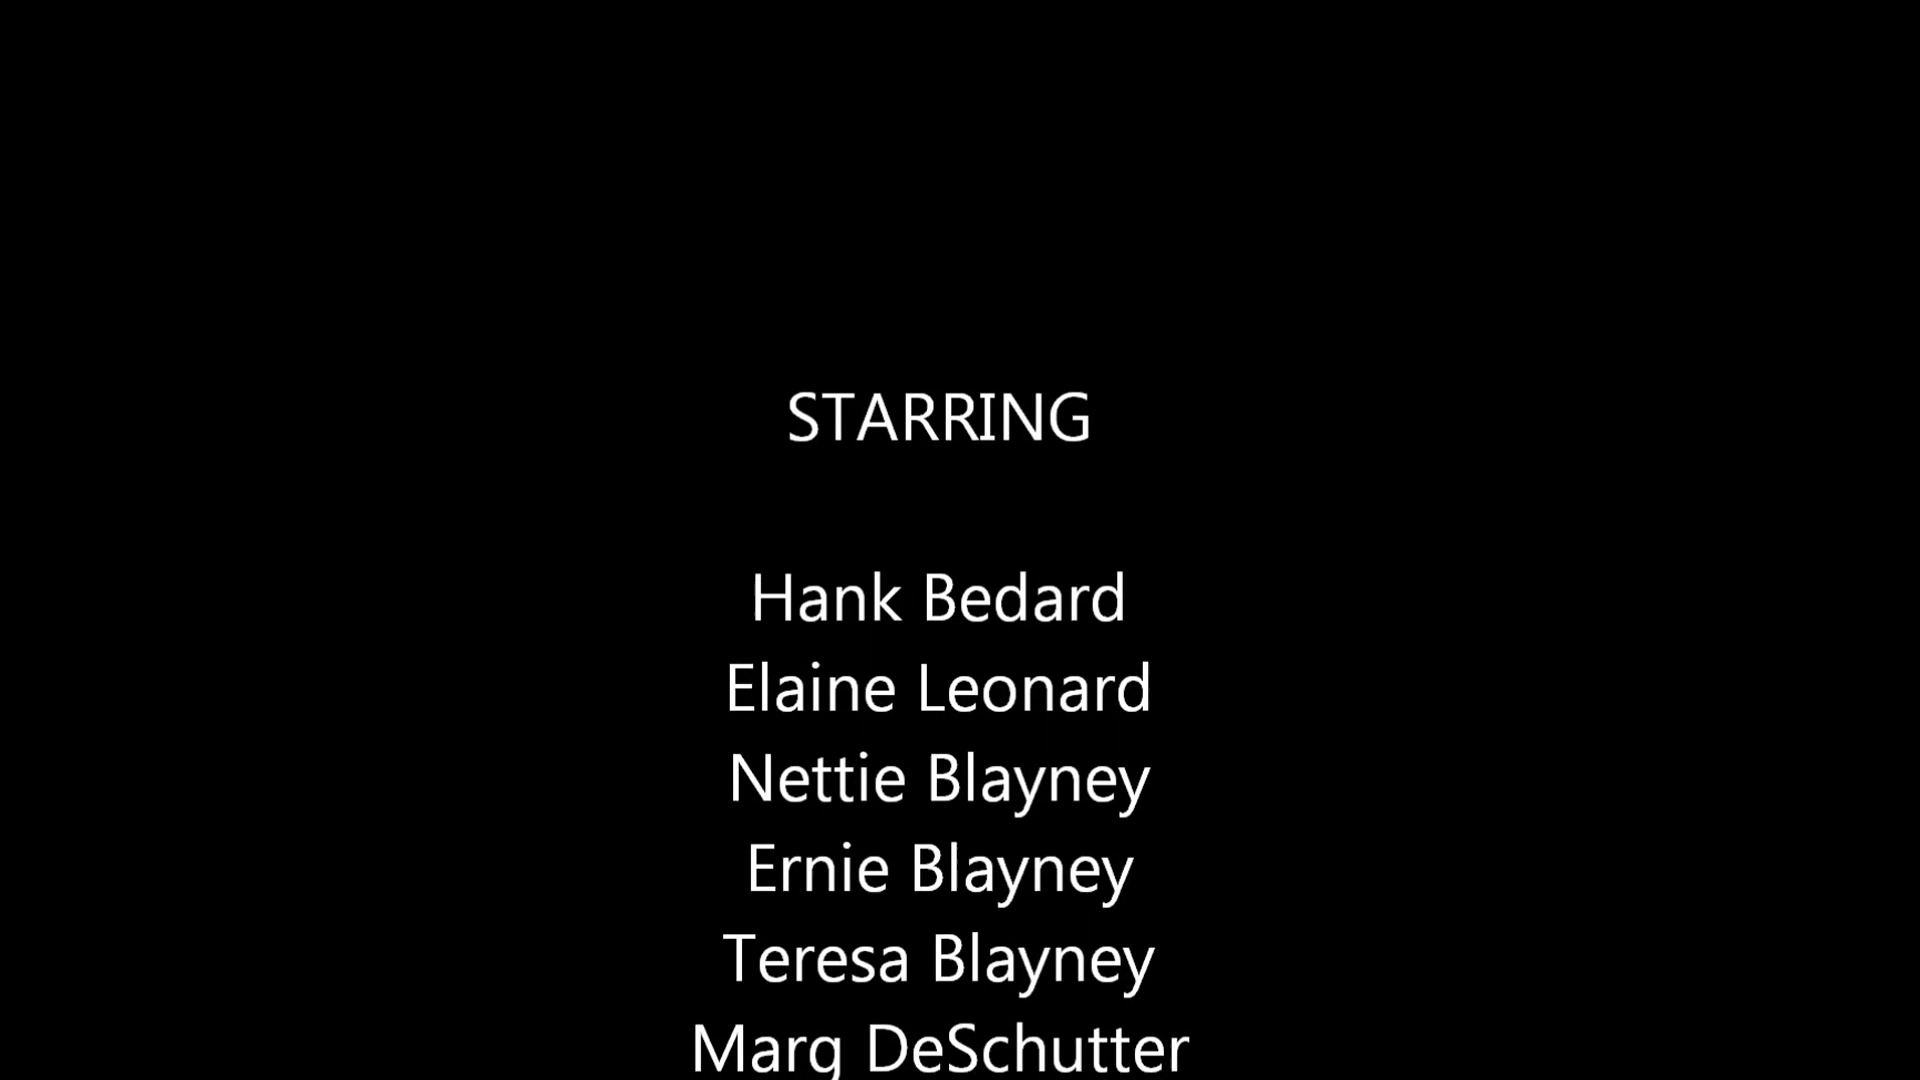 STARRING
Hank Bedard
Elaine Leonard
Nettie Blayney
Ernie Blayney
Teresa Blayney
Marg DeSchutter